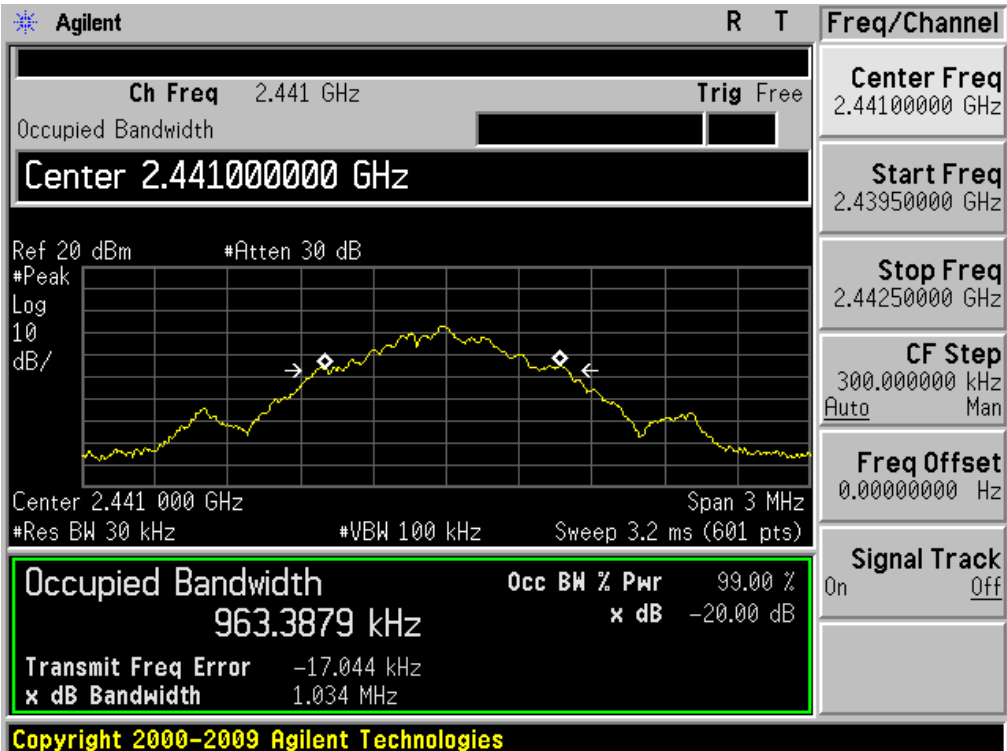 Agilent R T
Ch Freq 2.441 GHz Trig Free
Occupied Bandwidth
Center 2.441000000 GHz
Ref 20 dBm #Atten 30 dB
#Peak
Log
10
dB/
Center 2.441 000 GHz Span 3 MHz
#Res BW 30 kHz #VBW 100 kHz Sweep 3.2 ms (601 pts)
Occupied Bandwidth Occ BW % Pwr 99.00 %
963.3879 kHz x dB -20.00 dB
Transmit Freq Error -17.044 kHz
x dB Bandwidth 1.034 MHz
Copyright 2000-2009 Agilent Technologies
Freq/Channel
Center Freq
2.44100000 GHz
Start Freq
2.43950000 GHz
Stop Freq
2.44250000 GHz
CF Step
300.000000 kHz
Auto Man
Freq Offset
0.00000000 Hz
Signal Track
On Off